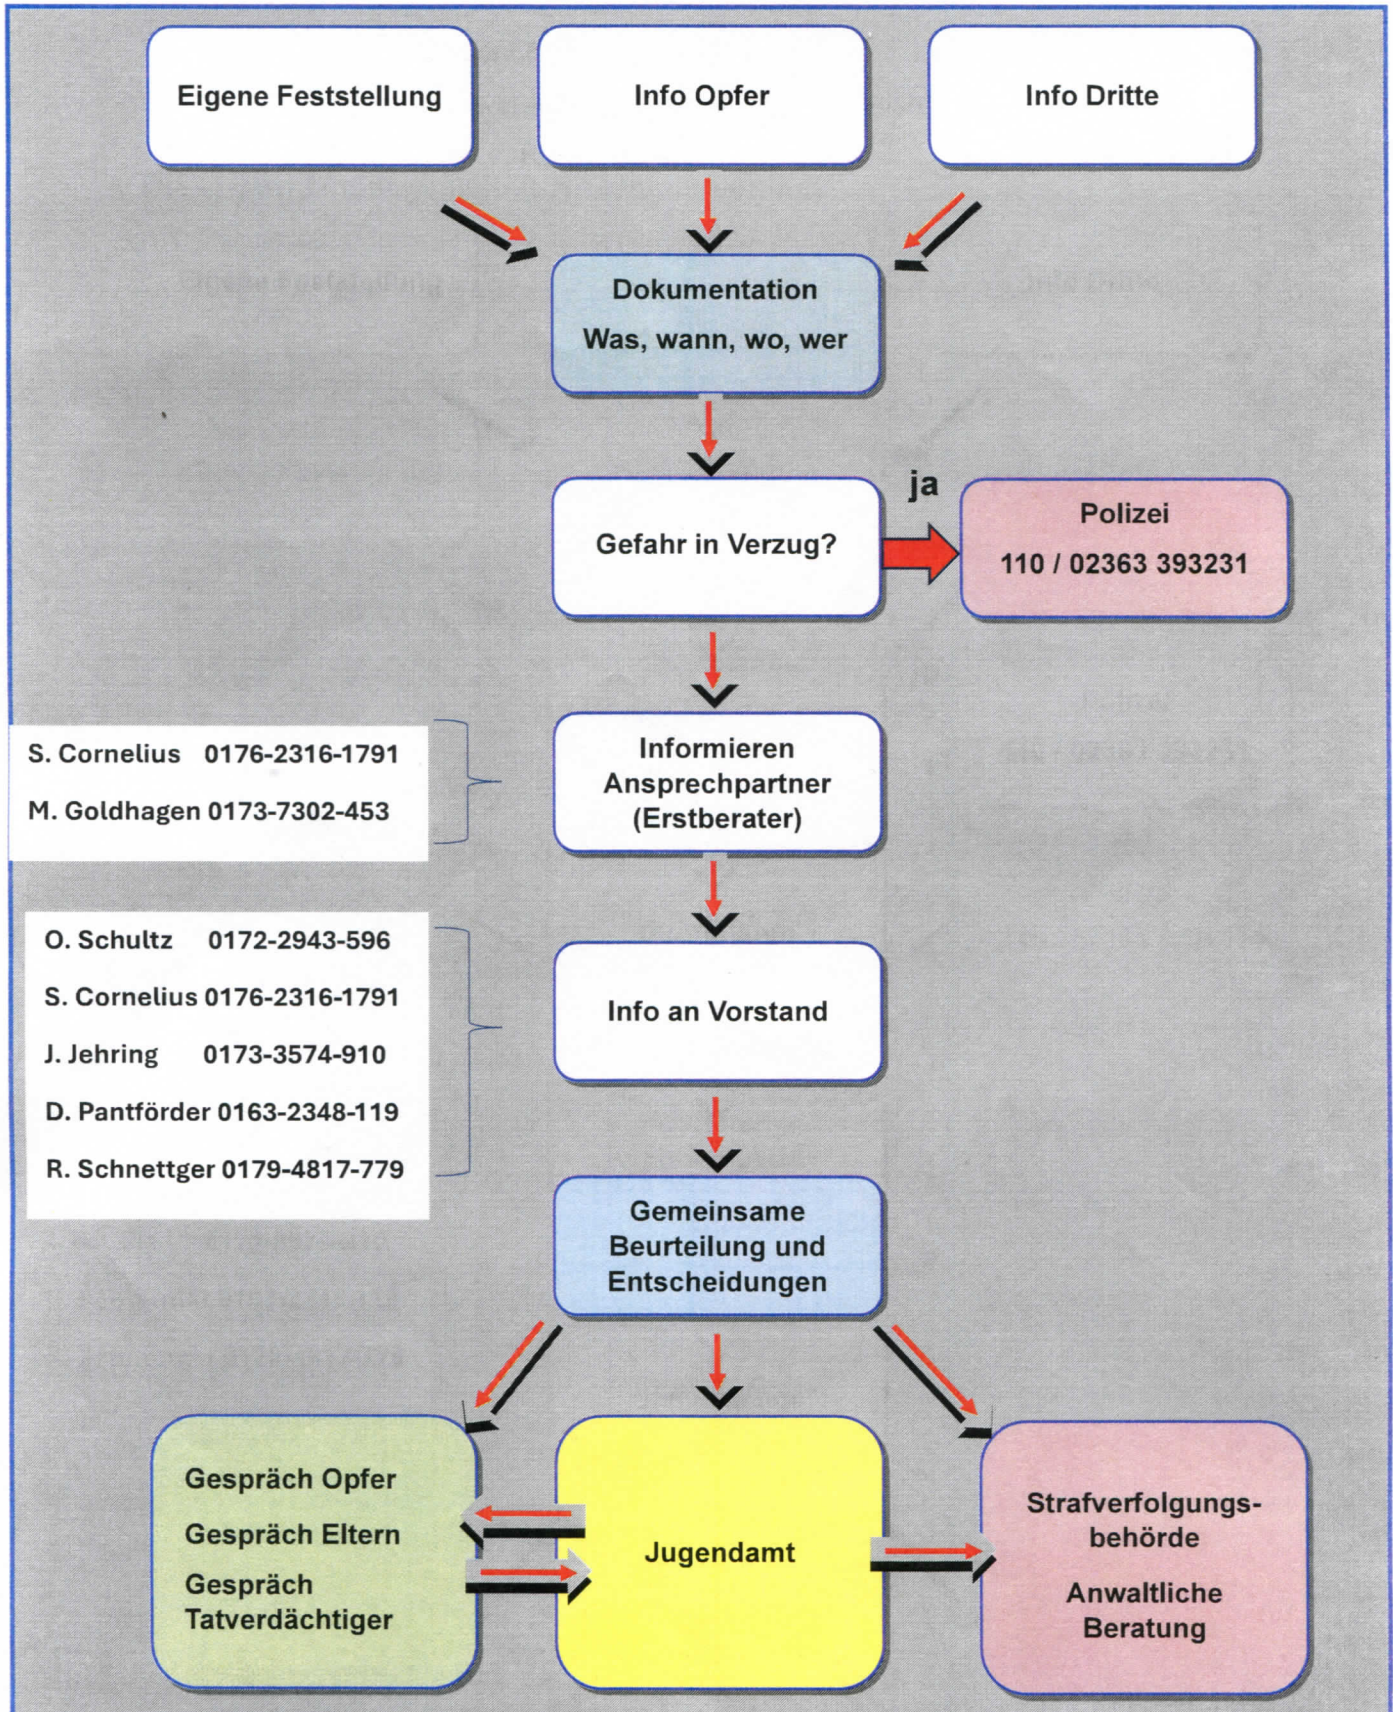 Eigene Feststellung
Info Opfer
Info Dritte
Dokumentation
Was, wann, wo, wer
Gefahr in Verzug?
ja
Polizei
110 / 02363 393231
S. Cornelius 0176-2316-1791
M. Goldhagen 0173-7302-453
Informieren
Ansprechpartner
(Erstberater)
O. Schultz 0172-2943-596
S. Cornelius 0176-2316-1791
J. Jehring 0173-3574-910
D. Pantförder 0163-2348-119
R. Schnettger 0179-4817-779
Info an Vorstand
Gemeinsame
Beurteilung und
Entscheidungen
Gespräch Opfer
Gespräch Eltern
Gespräch
Tatverdächtiger
Jugendamt
Strafverfolgungs-
behörde
Anwaltliche
Beratung